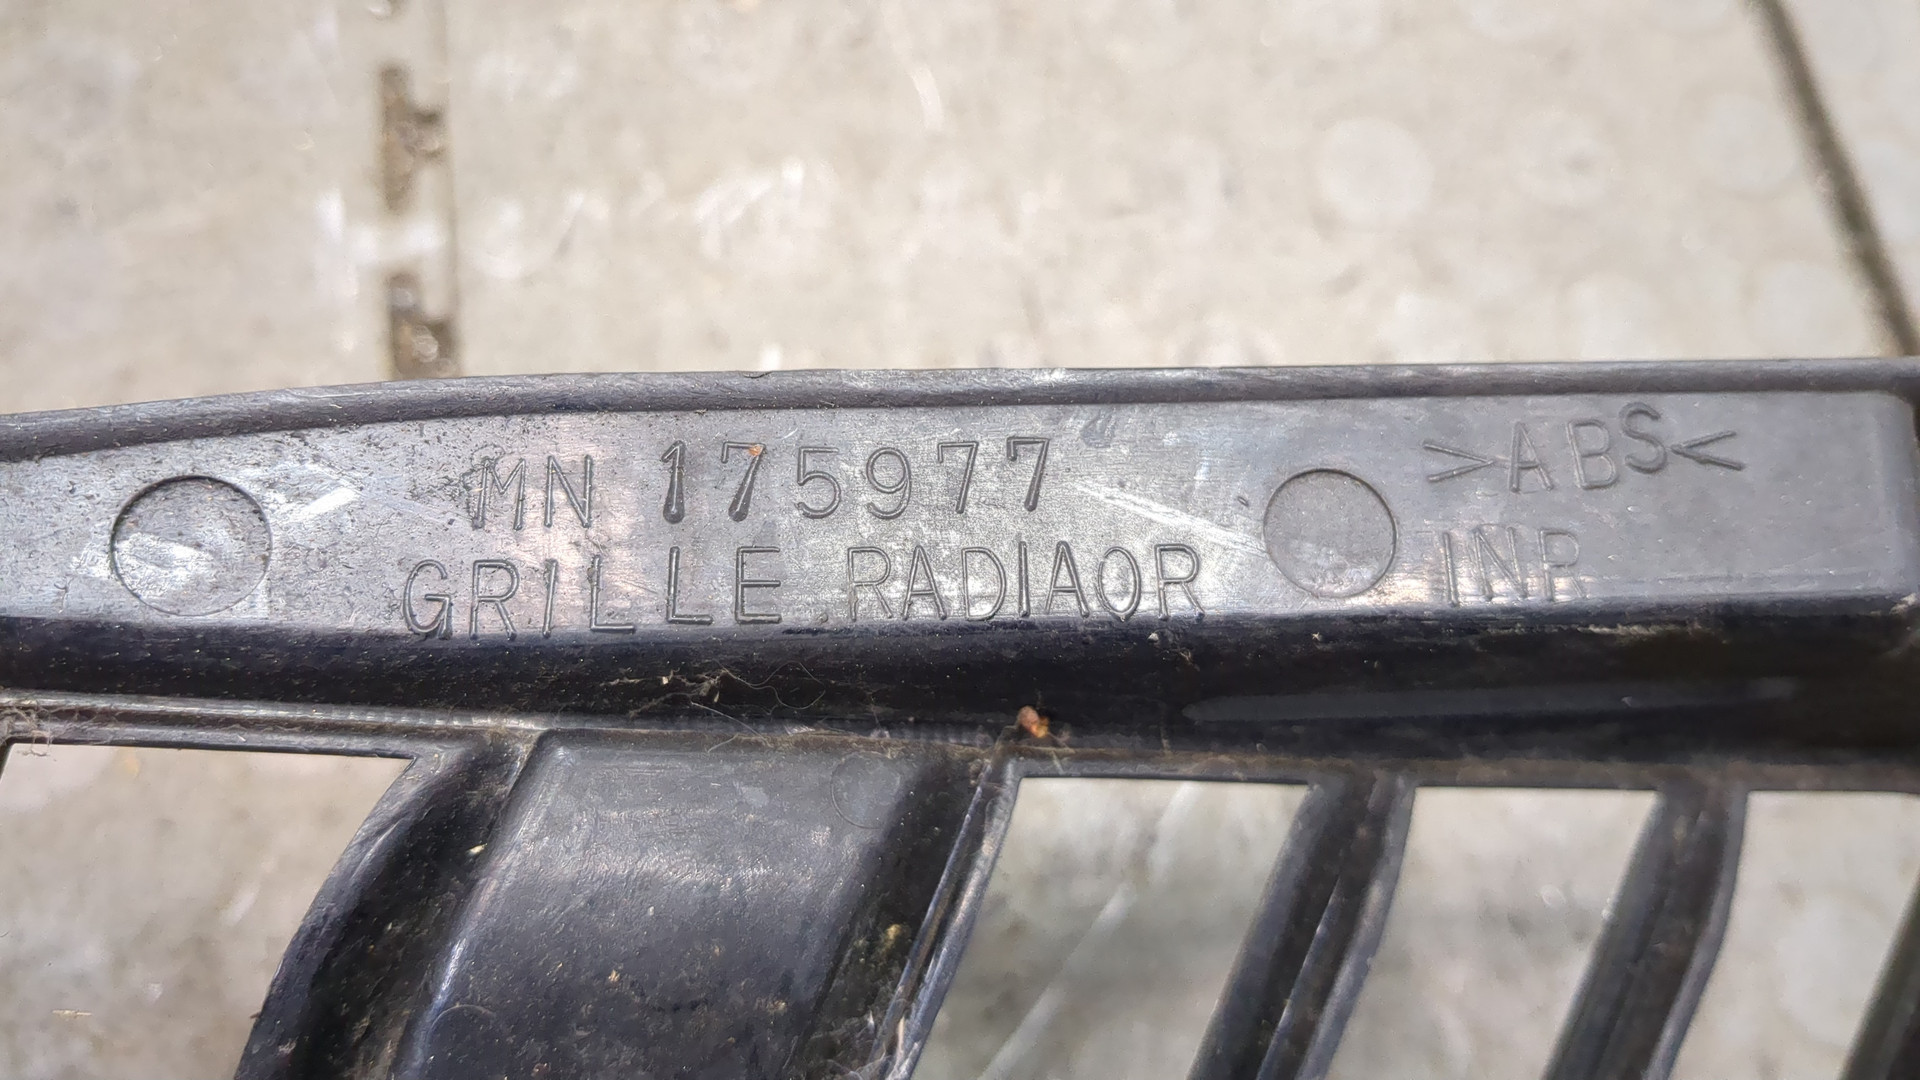 MN 175977
GRILLE RADIAOR
>ABS<
INR